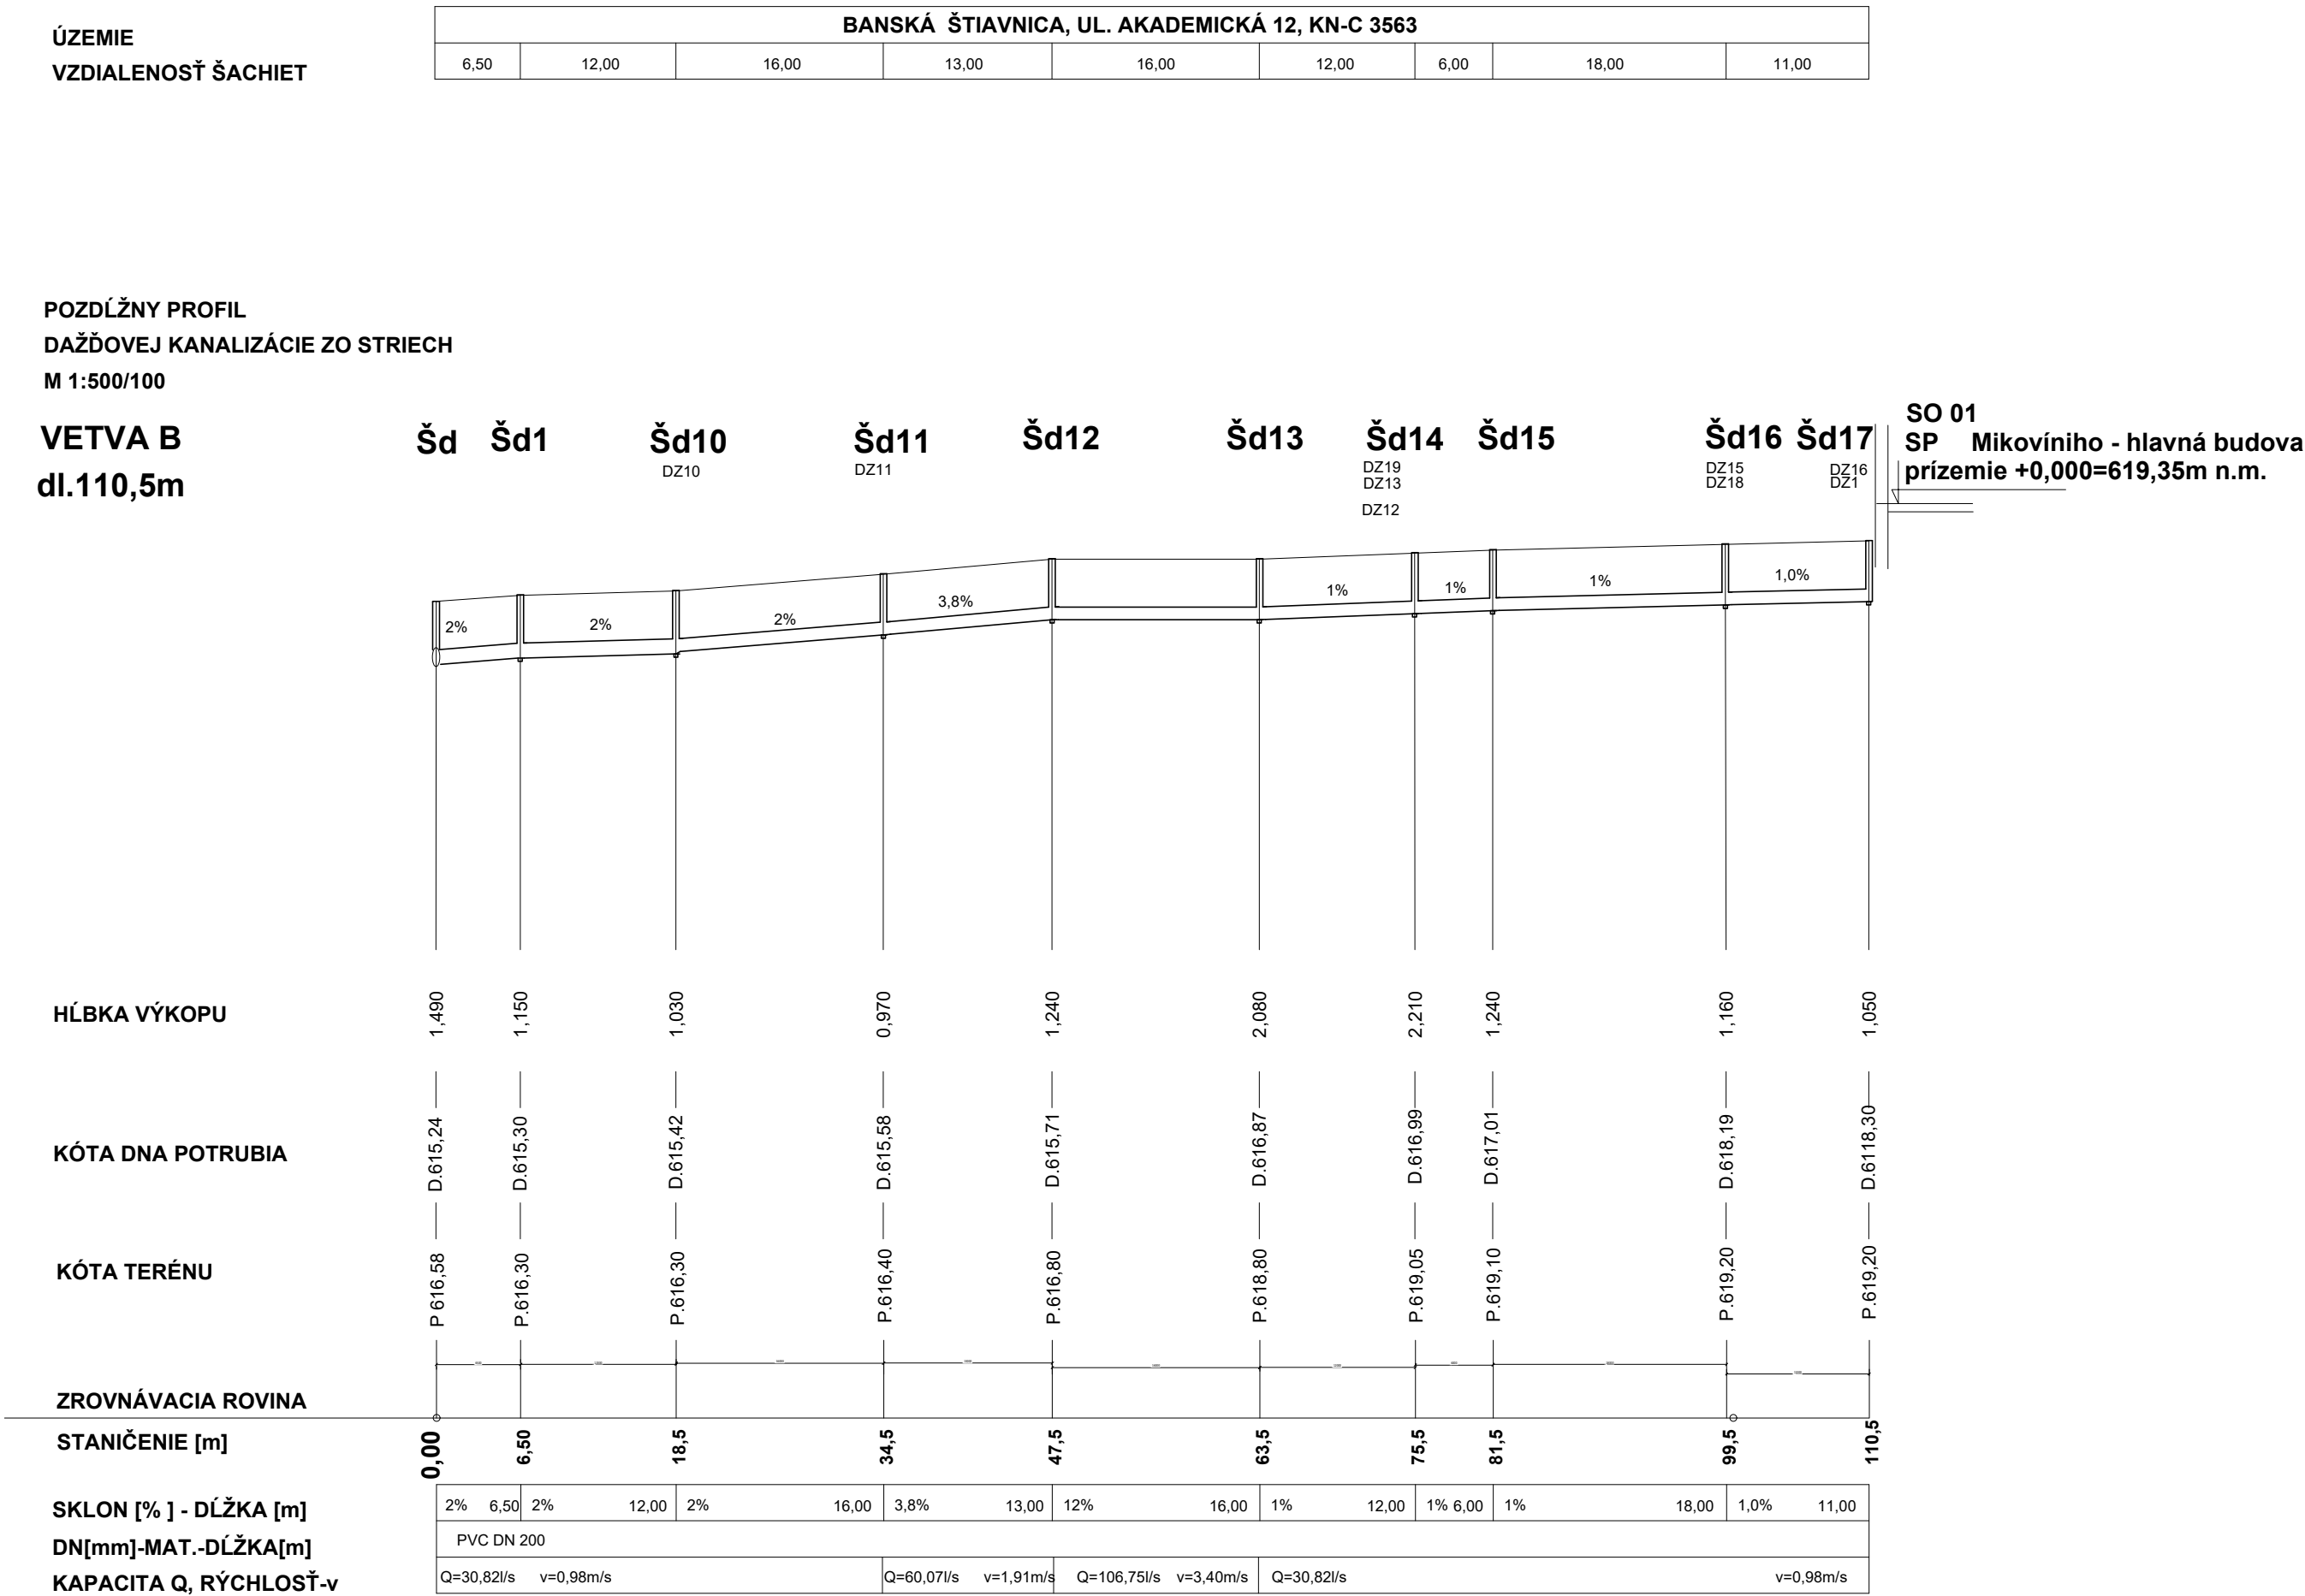 BANSKÁ ŠTIAVNICA, UL. AKADEMICKÁ 12, KN-C 3563
ÚZEMIE
VZDIALENOSŤ ŠACHIET
6,50 12,00 16,00 13,00 16,00 12,00 6,00 18,00 11,00
POZDĹŽNY PROFIL
DAŽĎOVEJ KANALIZÁCIE ZO STRIECH
M 1:500/100
VETVA B
dl.110,5m
Šd Šd1 Šd10 Šd11 Šd12 Šd13 Šd14 Šd15 Šd16 Šd17
DZ10 DZ11 DZ19 DZ15 DZ16
DZ13 DZ18 DZ1
DZ12
SO 01
SP Mikovíniho - hlavná budova
prízemie +0,000=619,35m n.m.
2% 2% 2% 3,8% 1% 1% 1% 1,0%
HĹBKA VÝKOPU
1,490 1,150 1,030 0,970 1,240 2,080 2,210 1,240 1,160 1,050
KÓTA DNA POTRUBIA
D.615,24 D.615,30 D.615,42 D.615,58 D.615,71 D.616,87 D.616,99 D.617,01 D.618,19 D.6118,30
KÓTA TERÉNU
P 616,58 P.616,30 P.616,30 P.616,40 P.616,80 P.618,80 P.619,05 P.619,10 P.619,20 P.619,20
ZROVNÁVACIA ROVINA
STANIČENIE [m]
0,00 6,50 18,5 34,5 47,5 63,5 75,5 81,5 99,5 110,5
SKLON [% ] - DĹŽKA [m]
2% 6,50 2% 12,00 2% 16,00 3,8% 13,00 12% 16,00 1% 12,00 1% 6,00 1% 18,00 1,0% 11,00
DN[mm]-MAT.-DĹŽKA[m]
PVC DN 200
KAPACITA Q, RÝCHLOSŤ-v
Q=30,82l/s v=0,98m/s Q=60,07l/s v=1,91m/s Q=106,75l/s v=3,40m/s Q=30,82l/s v=0,98m/s